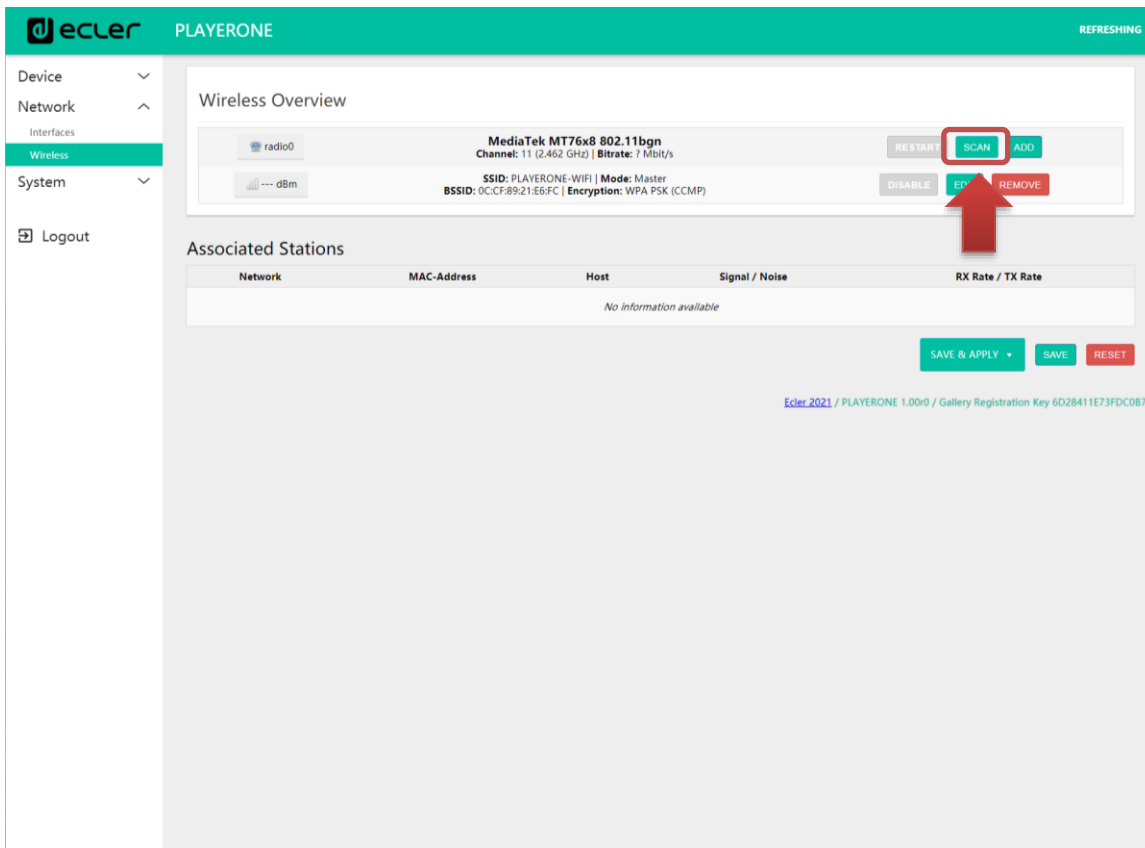 ecler PLAYERONE REFRESHING
Device
Network
Interfaces
Wireless
System
Logout
Wireless Overview
radio0 MediaTek MT76x8 802.11bgn RESTART SCAN ADD
Channel: 11 (2.462 GHz) | Bitrate: ? Mbit/s
--- dBm SSID: PLAYERONE-WIFI | Mode: Master DISABLE REMOVE
BSSID: 0C:CF:89:21:E6:FC | Encryption: WPA PSK (CCMP)
Associated Stations
Network MAC-Address Host Signal / Noise RX Rate / TX Rate
No information available
SAVE & APPLY SAVE RESET
Ecler 2021 / PLAYERONE 1.00r0 / Gallery Registration Key 6D28411E73FDC0B7